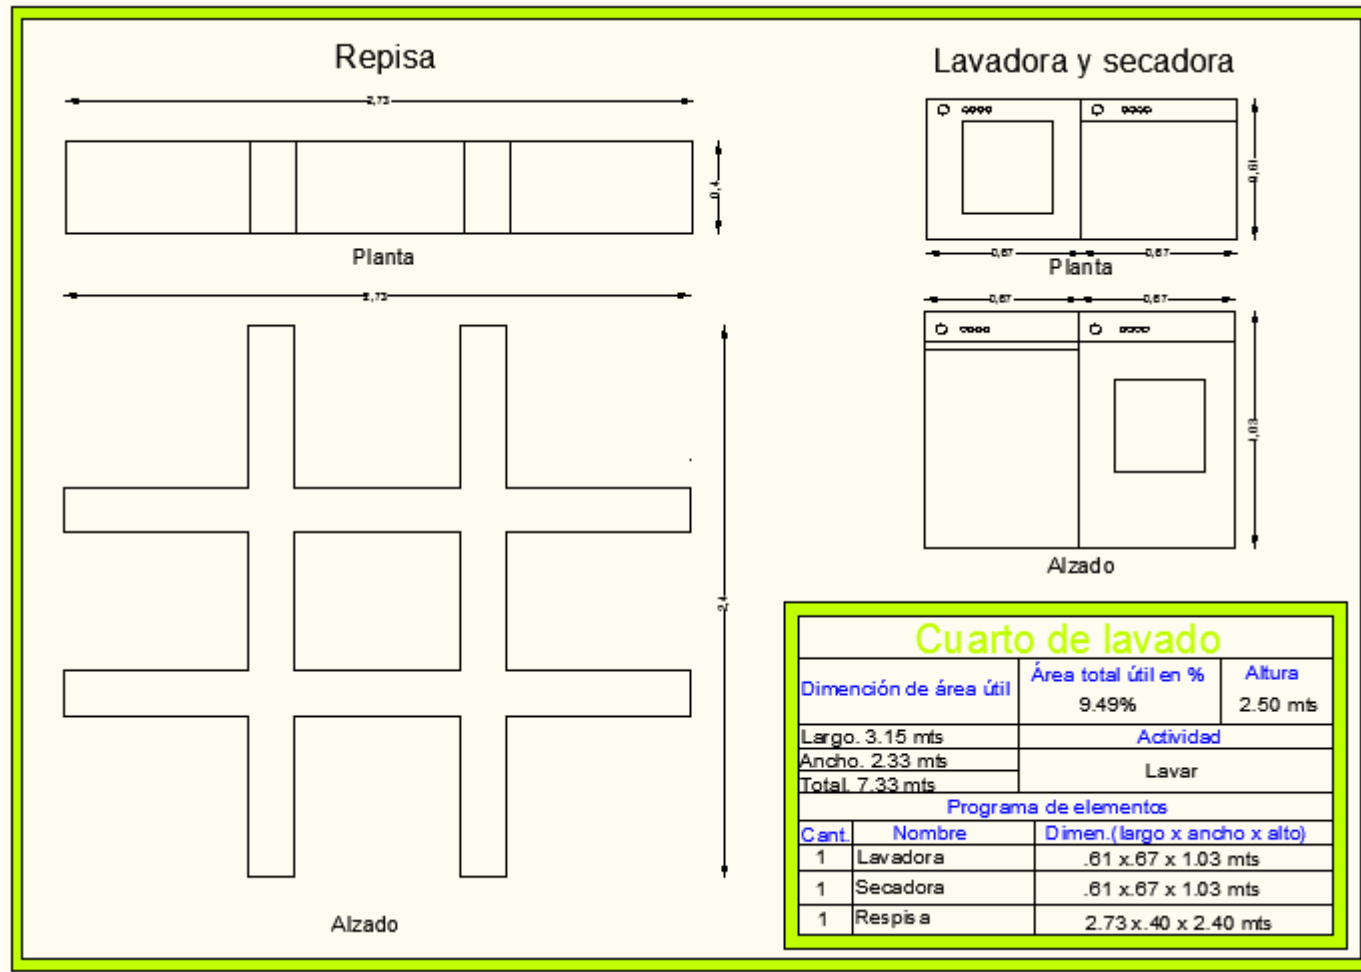 Repisa
2,73
0,4
Planta
2,73
2,4
Alzado
Lavadora y secadora
0,61
0,67 0,67
Planta
0,67 0,67
1,03
Alzado
Cuarto de lavado
Dimención de área útil
Área total útil en %
9.49%
Altura
2.50 mts
Largo. 3.15 mts
Ancho. 2.33 mts
Total. 7.33 mts
Actividad
Lavar
Programa de elementos
Cant. Nombre Dimen.(largo x ancho x alto)
1 Lavadora .61 x.67 x 1.03 mts
1 Secadora .61 x.67 x 1.03 mts
1 Respisa 2.73 x.40 x 2.40 mts